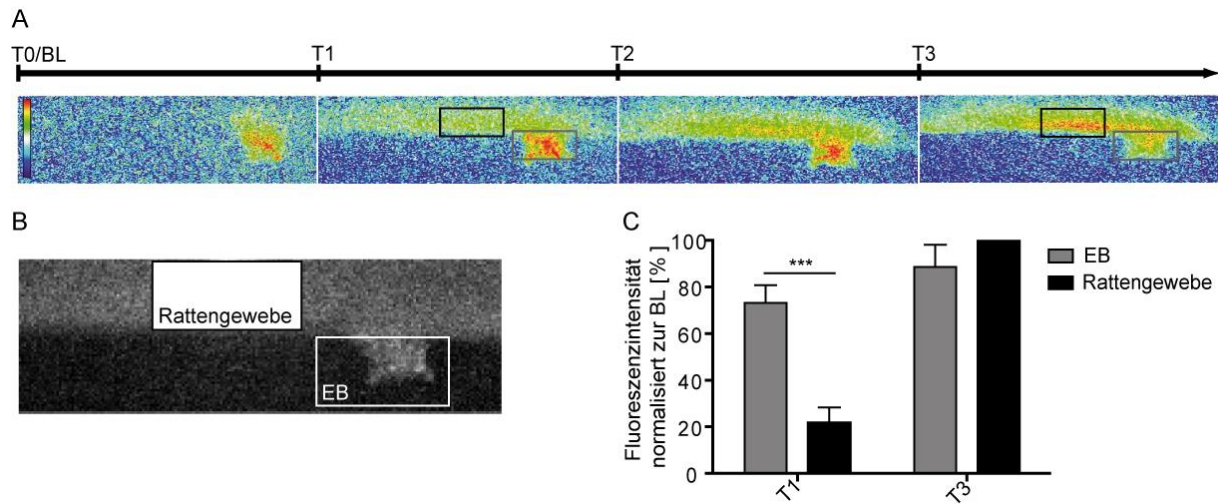 A
T0/BL T1 T2 T3
B
Rattengewebe
EB
C
Fluoreszenzintensität
normalisiert zur BL [%]
100
80
60
40
20
0
***
T1 T3
EB
Rattengewebe